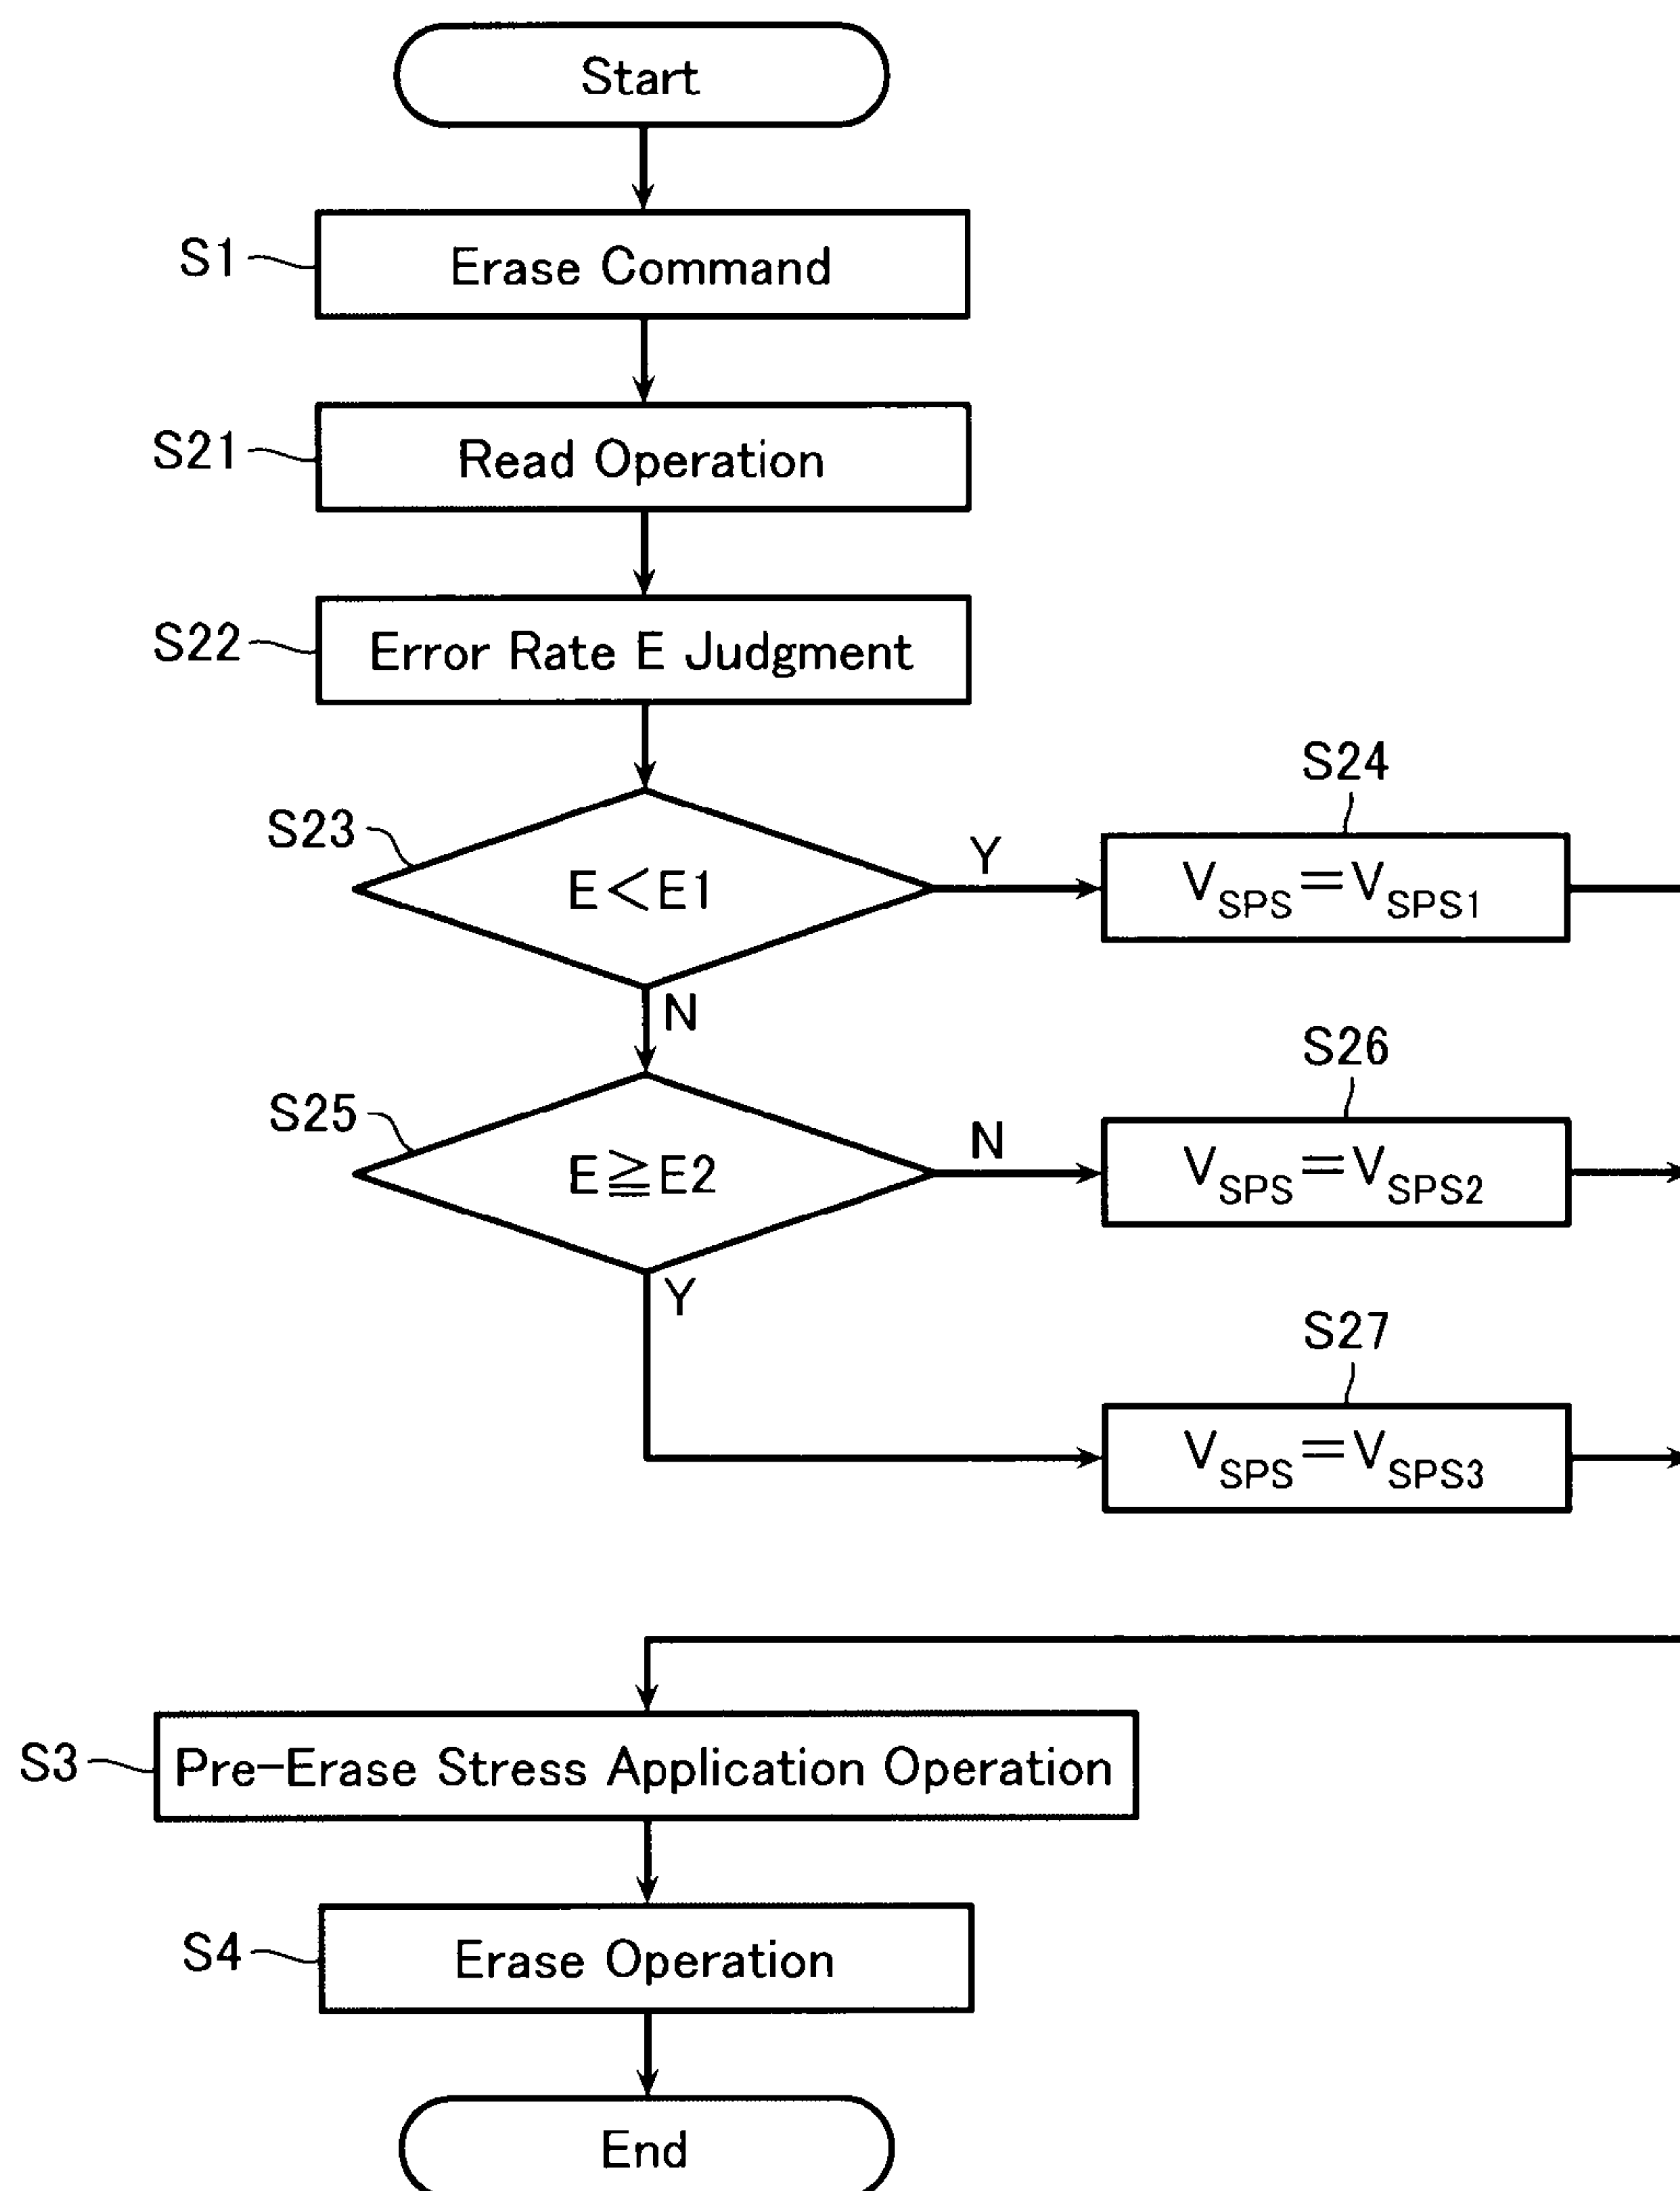 Start
S1
Erase Command
S21
Read Operation
S22
Error Rate E Judgment
S23
E<E1
Y
S24
V_SPS=V_SPS1
N
S25
E≧E2
N
S26
V_SPS=V_SPS2
Y
S27
V_SPS=V_SPS3
S3
Pre-Erase Stress Application Operation
S4
Erase Operation
End